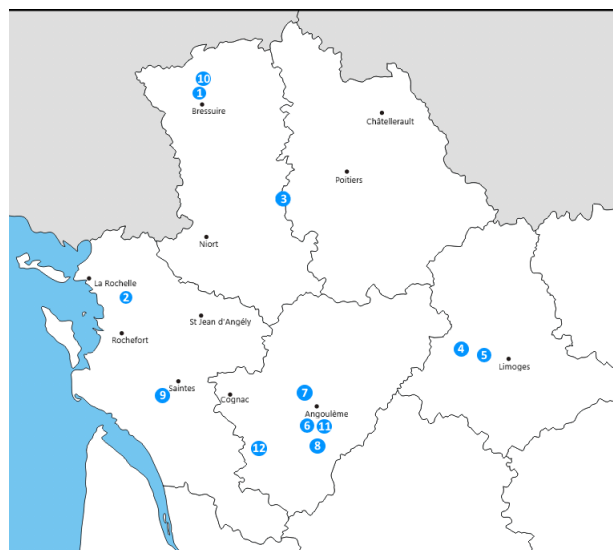 10
1
Bressuire
Châtellerault
Poitiers
3
Niort
La Rochelle
2
St Jean d'Angély
Rochefort
4
5
Limoges
Saintes
9
Cognac
7
Angoulême
6
11
12
8